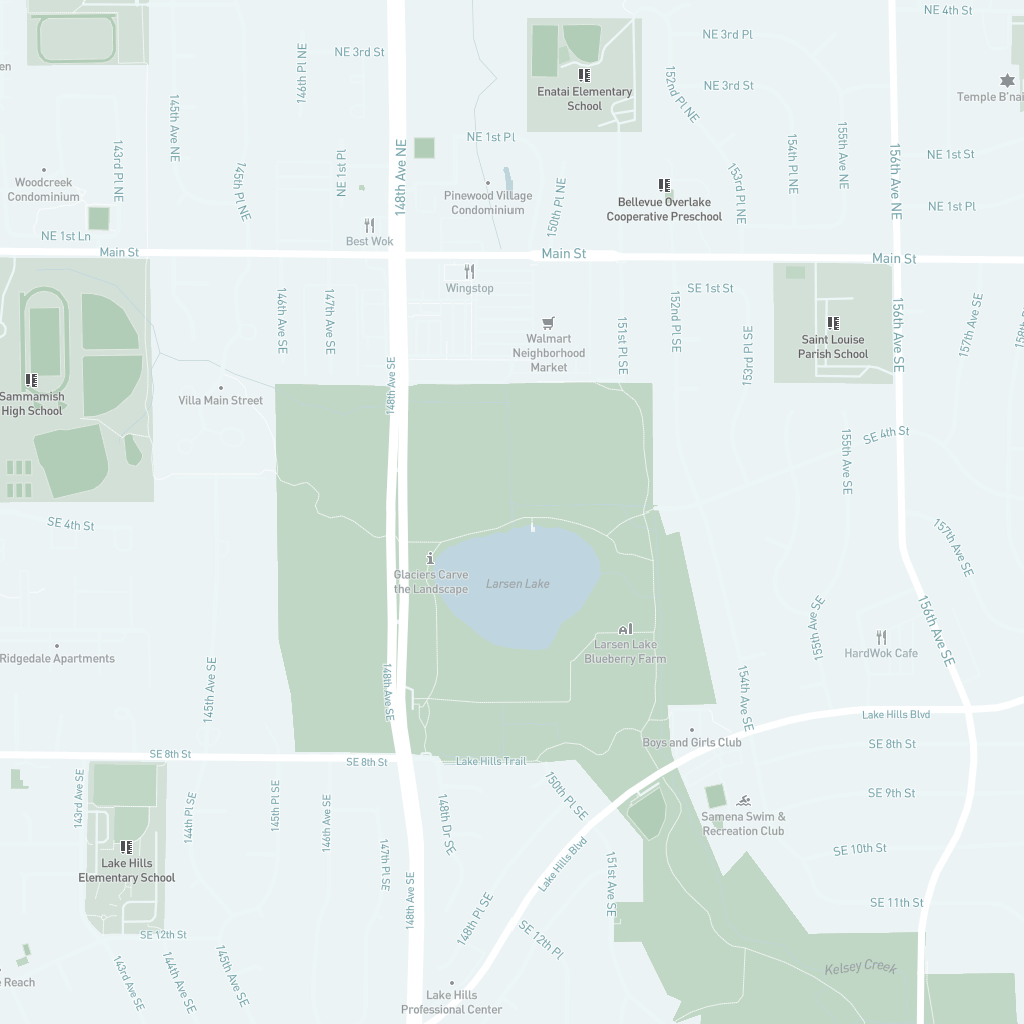 NE 4th St
NE 3rd Pl
NE 3rd St
146th Pl NE
en
Enatai Elementary
School
152nd Pl NE
NE 3rd St
Temple B'nai
145th Ave NE
143rd Pl NE
NE 1st Pl
148th Ave NE
155th Ave NE
154th Pl NE
156th Ave NE
NE 1st St
NE 1st Pl
Woodcreek
Condominium
145th Pl NE
Pinewood Village
Condominium
150th Pl NE
Bellevue Overlake
Cooperative Preschool
153rd Pl NE
NE 1st Pl
NE 1st Ln
Best Wok
Main St
Main St
Main St
Wingstop
SE 1st St
146th Ave SE
147th Ave SE
Walmart
Neighborhood
Market
151st Pl SE
152nd Pl SE
153rd Pl SE
Saint Louise
Parish School
156th Ave SE
157th Ave SE
158th
Sammamish
High School
Villa Main Street
148th Ave SE
SE 4th St
155th Ave SE
SE 4th St
157th Ave SE
Glaciers Carve
the Landscape
Larsen Lake
Larsen Lake
Blueberry Farm
155th Ave SE
HardWok Cafe
156th Ave SE
Ridgedale Apartments
145th Ave SE
148th Ave SE
154th Ave SE
Lake Hills Blvd
Boys and Girls Club
SE 8th St
SE 8th St
SE 8th St
Lake Hills Trail
143rd Ave SE
144th Pl SE
145th Pl SE
146th Ave SE
148th Dr SE
150th Pl SE
SE 9th St
Samena Swim &
Recreation Club
Lake Hills
Elementary School
147th Pl SE
148th Ave SE
Lake Hills Blvd
151st Ave SE
SE 10th St
SE 11th St
148th Pl SE
SE 12th Pl
SE 12th St
143rd Ave SE
144th Ave SE
145th Ave SE
Kelsey Creek
Reach
Lake Hills
Professional Center